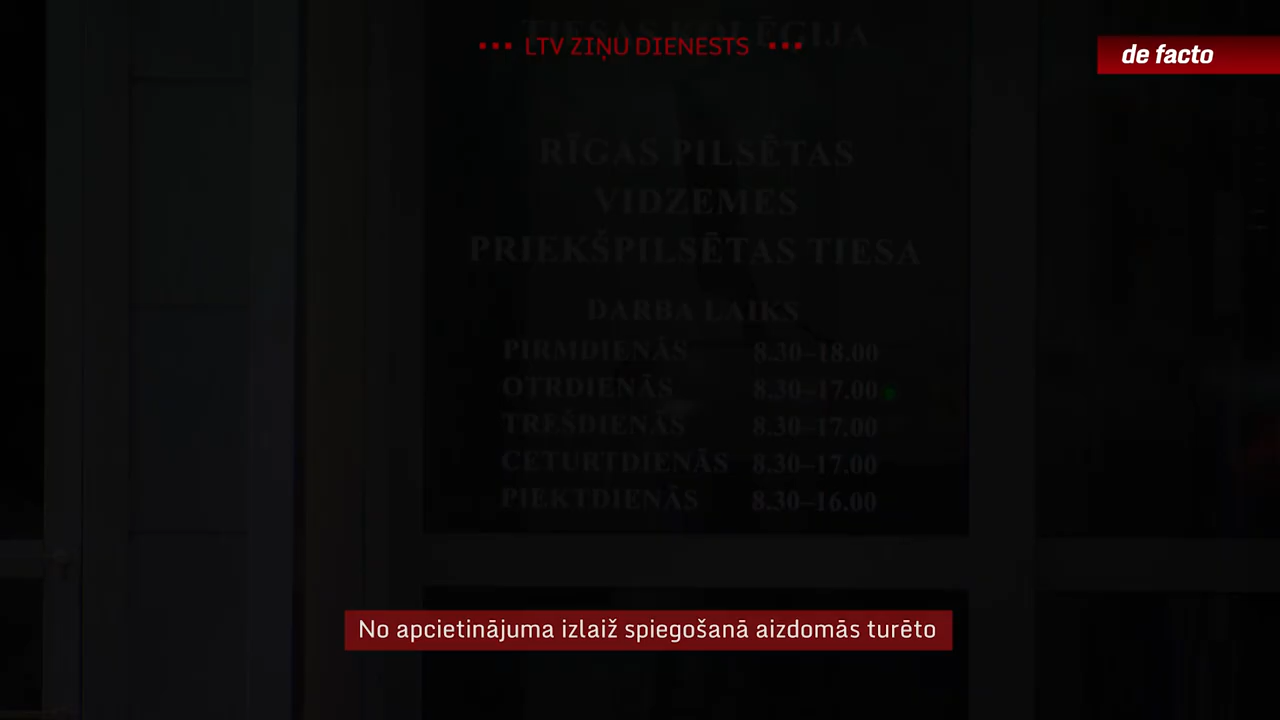 TIESAS KOLĒĢIJA
LTV ZIŅU DIENESTS
de facto
RĪGAS PILSĒTAS
VIDZEMES
PRIEKŠPILSĒTAS TIESA
DARBA LAIKS
PIRMDIENĀS 8.30–18.00
OTRDIENĀS 8.30–17.00
TREŠDIENĀS 8.30–17.00
CETURTDIENĀS 8.30–17.00
PIEKTDIENĀS 8.30–16.00
No apcietinājuma izlaiž spiegošanā aizdomās turēto